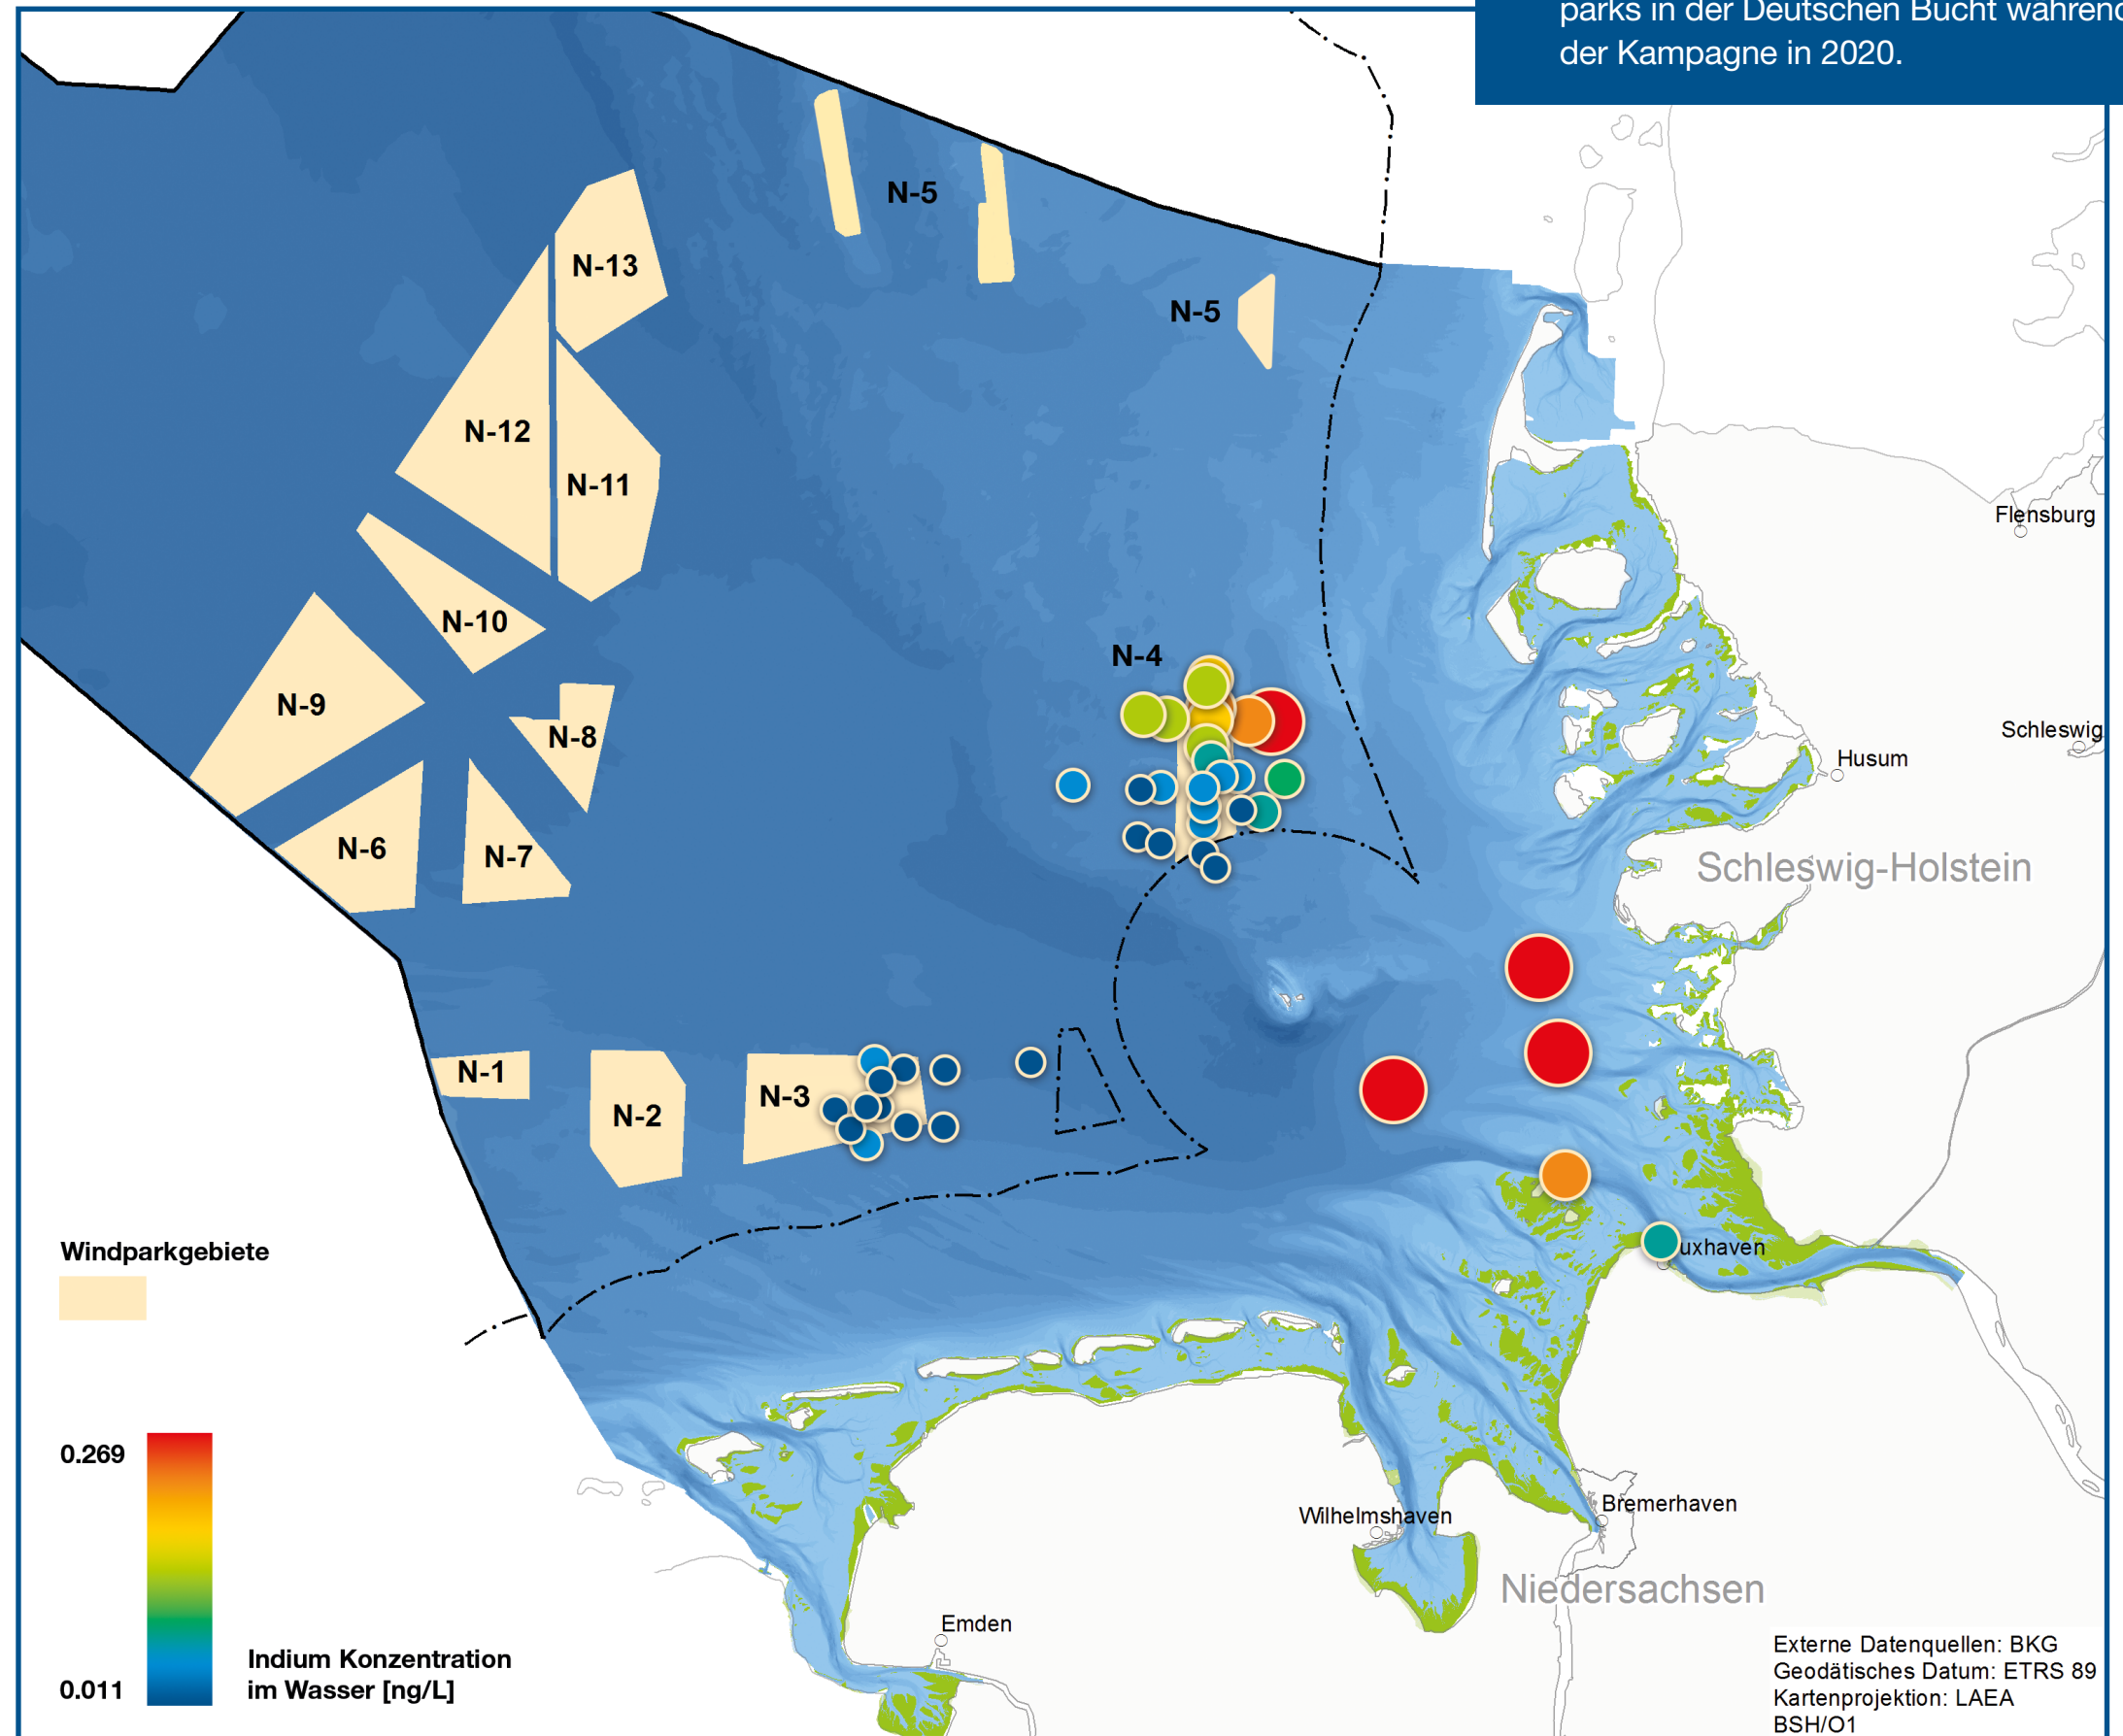 parks in der Deutschen Bucht während
der Kampagne in 2020.
N-5
N-13
N-5
N-12
N-11
Flensburg
N-10
N-4
N-9
N-8
Schleswig
Husum
N-6
N-7
Schleswig-Holstein
N-1
N-3
N-2
uxhaven
Windparkgebiete
0.269
Wilhelmshaven
Bremerhaven
Niedersachsen
Emden
Indium Konzentration
im Wasser [ng/L]
0.011
Externe Datenquellen: BKG
Geodätisches Datum: ETRS 89
Kartenprojektion: LAEA
BSH/O1